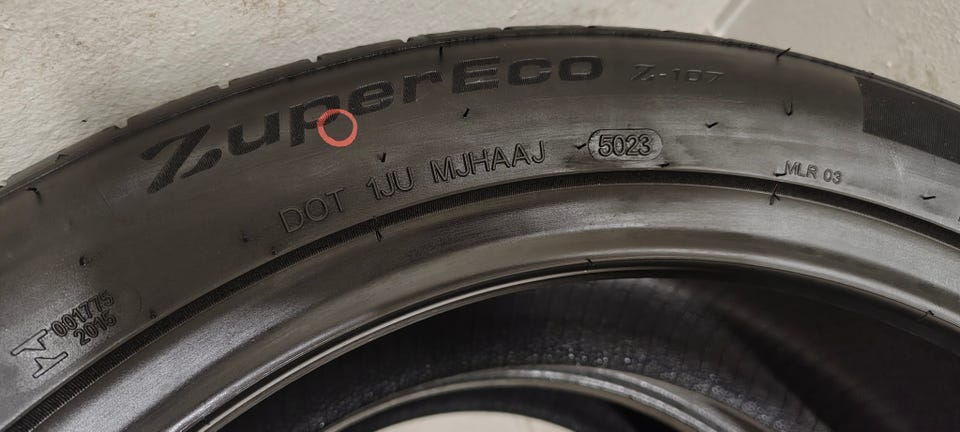 ZuperEco Z-107
DOT 1JU MJHAAJ 5023
MLR 03
N 001775
2015